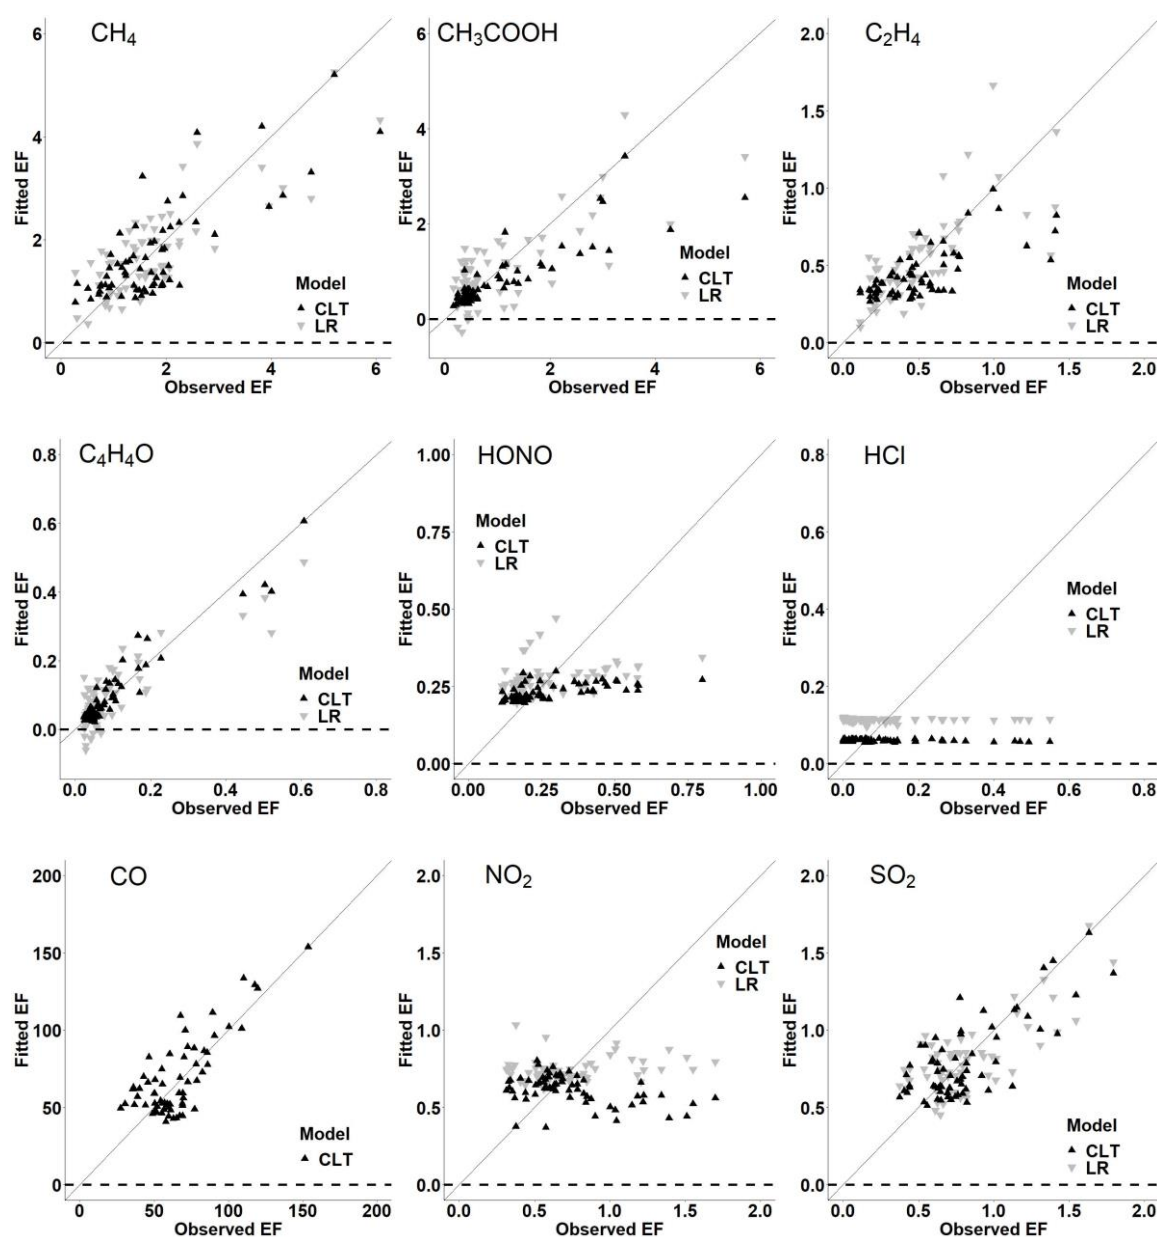 CH₄
Fitted EF
6
4
2
0
Model
CLT
LR
0 2 4 6
Observed EF
CH₃COOH
Fitted EF
6
4
2
0
Model
CLT
LR
0 2 4 6
Observed EF
C₂H₄
Fitted EF
2.0
1.5
1.0
0.5
0.0
Model
CLT
LR
0.0 0.5 1.0 1.5 2.0
Observed EF
C₄H₄O
Fitted EF
0.8
0.6
0.4
0.2
0.0
Model
CLT
LR
0.0 0.2 0.4 0.6 0.8
Observed EF
HONO
Fitted EF
1.00
0.75
0.50
0.25
0.00
Model
CLT
LR
0.00 0.25 0.50 0.75 1.00
Observed EF
HCl
Fitted EF
0.8
0.6
0.4
0.2
0.0
Model
CLT
LR
0.0 0.2 0.4 0.6 0.8
Observed EF
CO
Fitted EF
200
150
100
50
0
Model
CLT
0 50 100 150 200
Observed EF
NO₂
Fitted EF
2.0
1.5
1.0
0.5
0.0
Model
CLT
LR
0.0 0.5 1.0 1.5 2.0
Observed EF
SO₂
Fitted EF
2.0
1.5
1.0
0.5
0.0
Model
CLT
LR
0.0 0.5 1.0 1.5 2.0
Observed EF